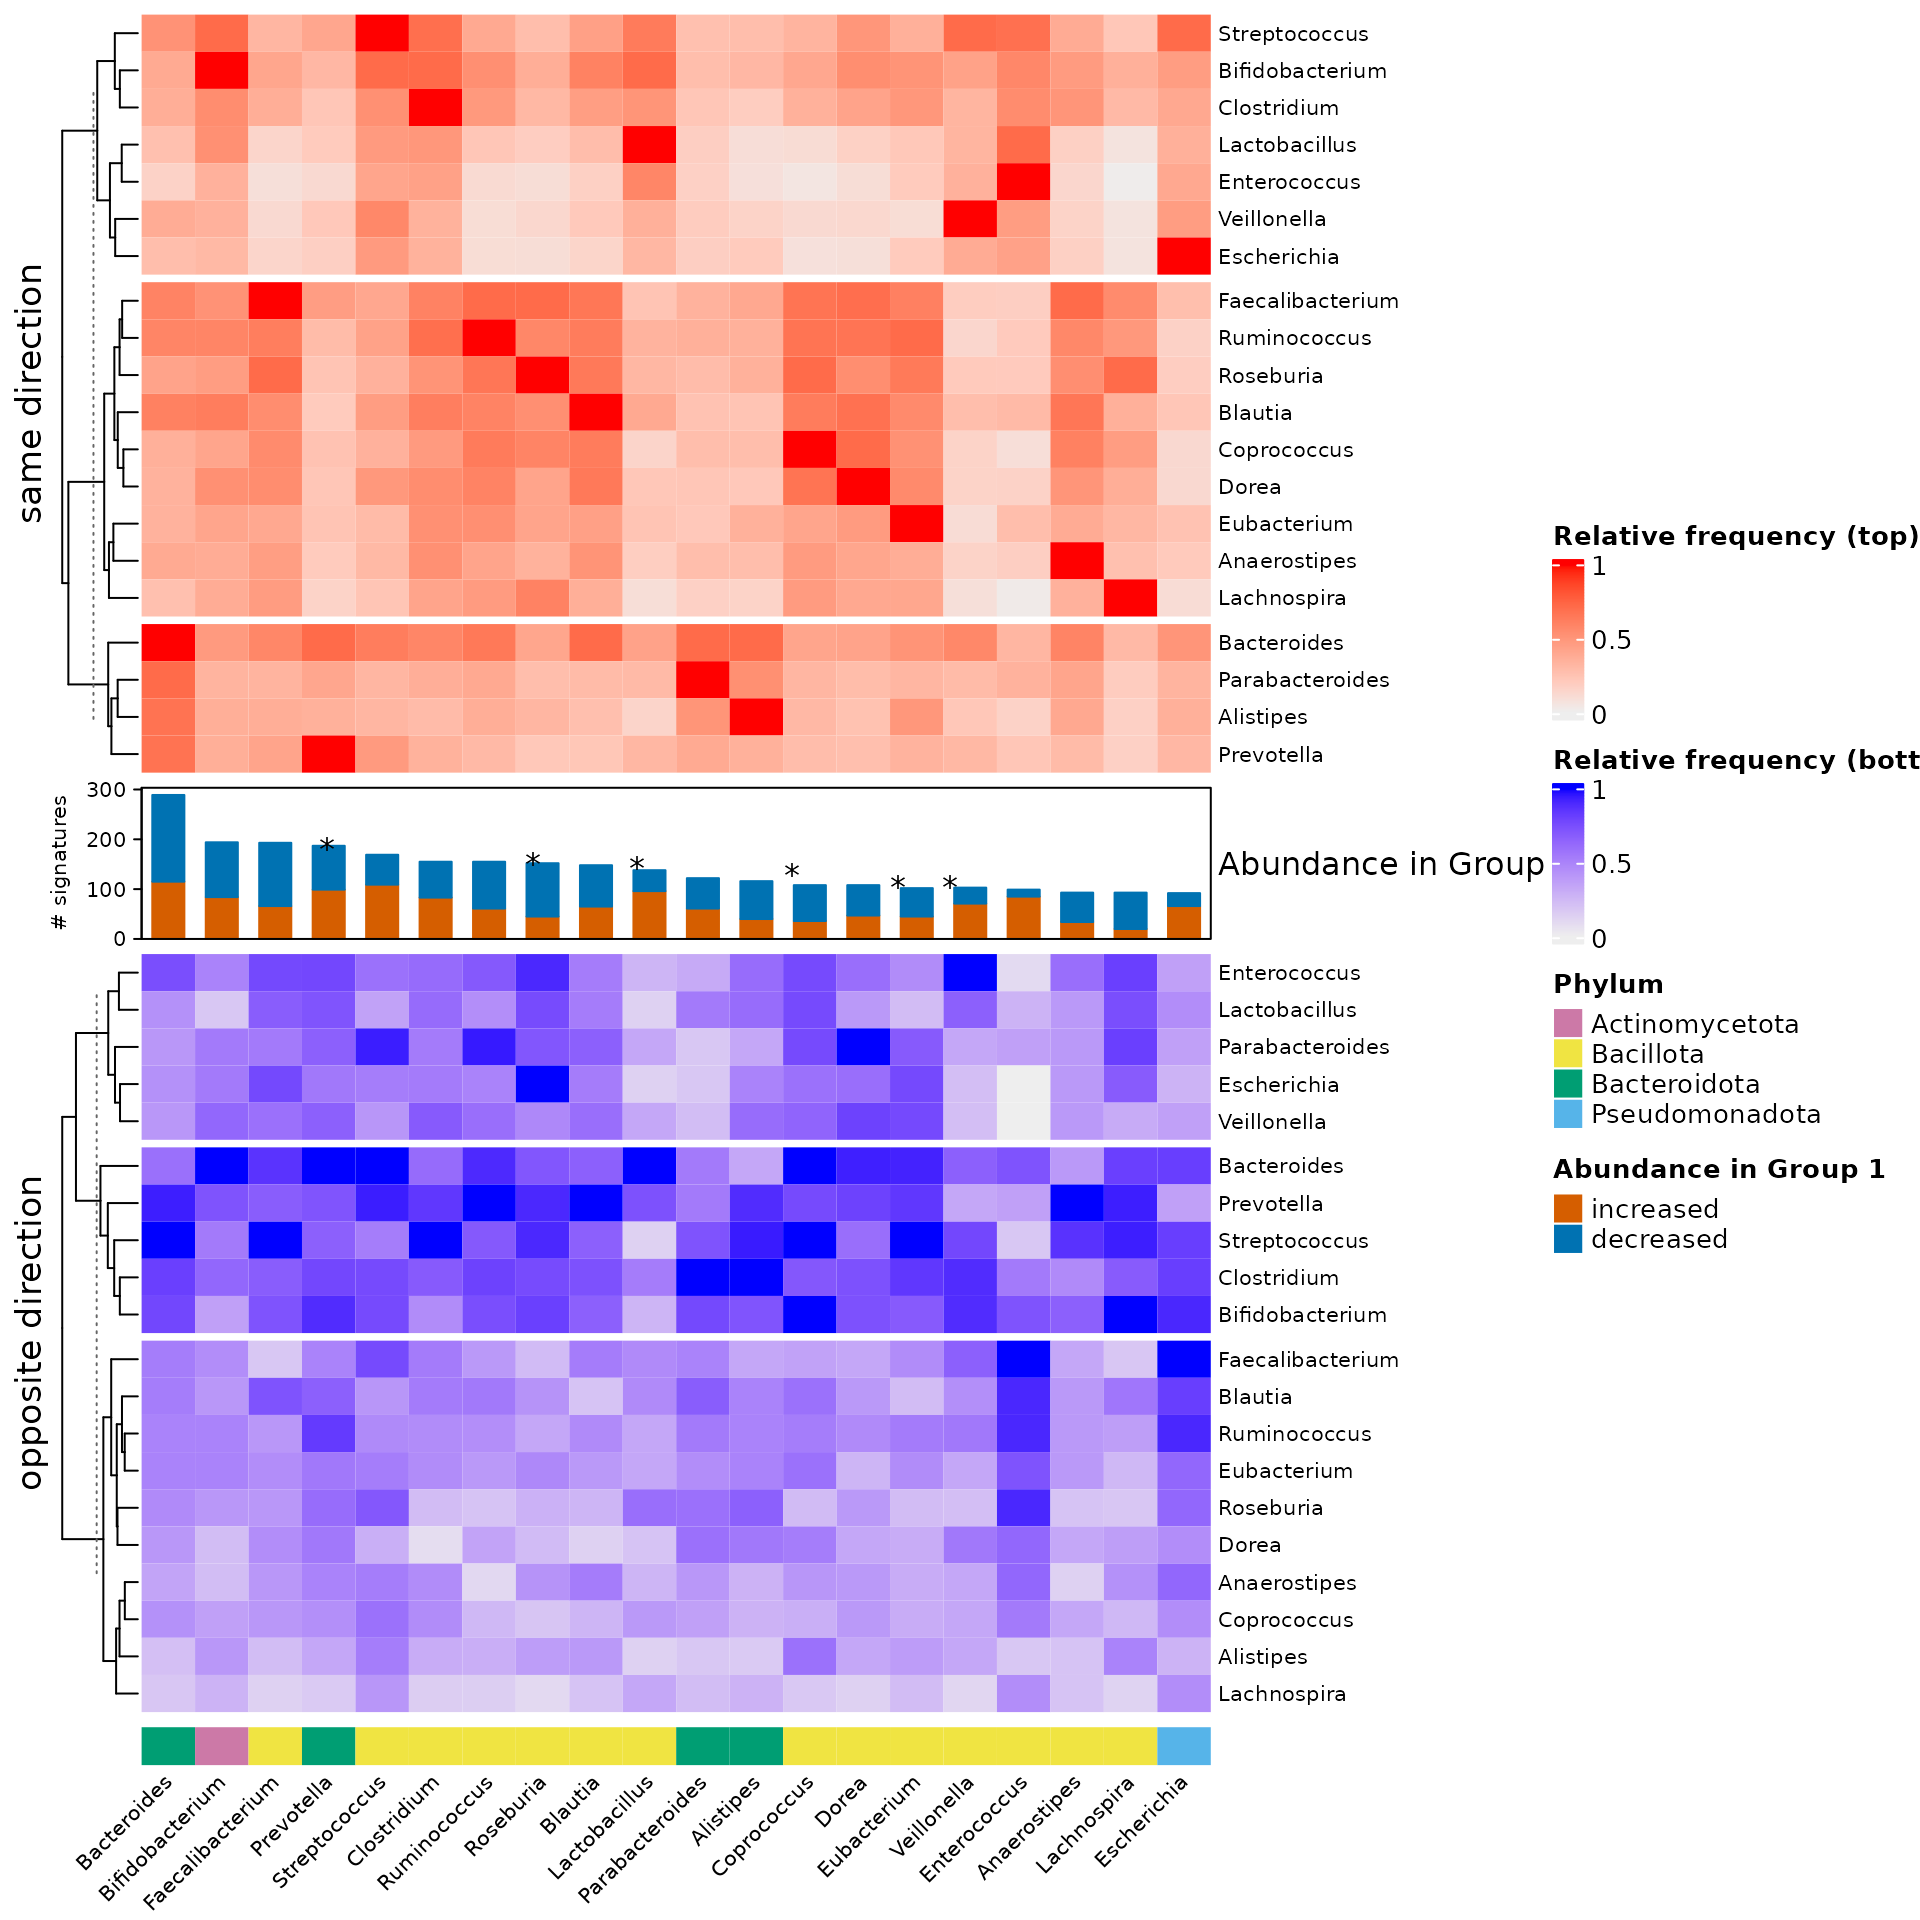 Streptococcus
Bifidobacterium
Clostridium
Lactobacillus
Enterococcus
Veillonella
Escherichia
same direction
Faecalibacterium
Ruminococcus
Roseburia
Blautia
Coprococcus
Dorea
Eubacterium
Anaerostipes
Lachnospira
Bacteroides
Parabacteroides
Alistipes
Prevotella
# signatures
300
200
100
0
* * * * * *
Abundance in Group
Enterococcus
Lactobacillus
Parabacteroides
Escherichia
Veillonella
opposite direction
Bacteroides
Prevotella
Streptococcus
Clostridium
Bifidobacterium
Faecalibacterium
Blautia
Ruminococcus
Eubacterium
Roseburia
Dorea
Anaerostipes
Coprococcus
Alistipes
Lachnospira
Bacteroides
Bifidobacterium
Faecalibacterium
Prevotella
Streptococcus
Clostridium
Ruminococcus
Roseburia
Blautia
Lactobacillus
Parabacteroides
Alistipes
Coprococcus
Dorea
Eubacterium
Veillonella
Enterococcus
Anaerostipes
Lachnospira
Escherichia
Relative frequency (top)
1
0.5
0
Relative frequency (bott
1
0.5
0
Phylum
Actinomycetota
Bacillota
Bacteroidota
Pseudomonadota
Abundance in Group 1
increased
decreased